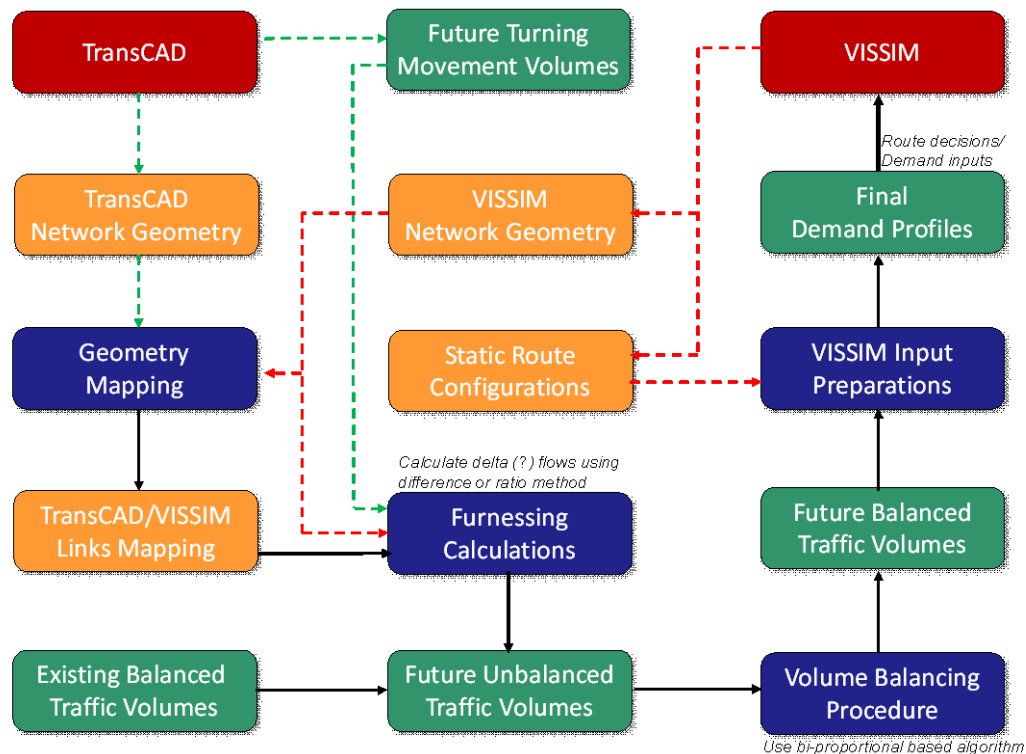 TransCAD
Future Turning
Movement Volumes
VISSIM
Route decisions/
Demand inputs
TransCAD
Network Geometry
VISSIM
Network Geometry
Final
Demand Profiles
Geometry
Mapping
Static Route
Configurations
VISSIM Input
Preparations
Calculate delta (?) flows using
difference or ratio method
TransCAD/VISSIM
Links Mapping
Furnessing
Calculations
Future Balanced
Traffic Volumes
Existing Balanced
Traffic Volumes
Future Unbalanced
Traffic Volumes
Volume Balancing
Procedure
Use bi-proportional based algorithm